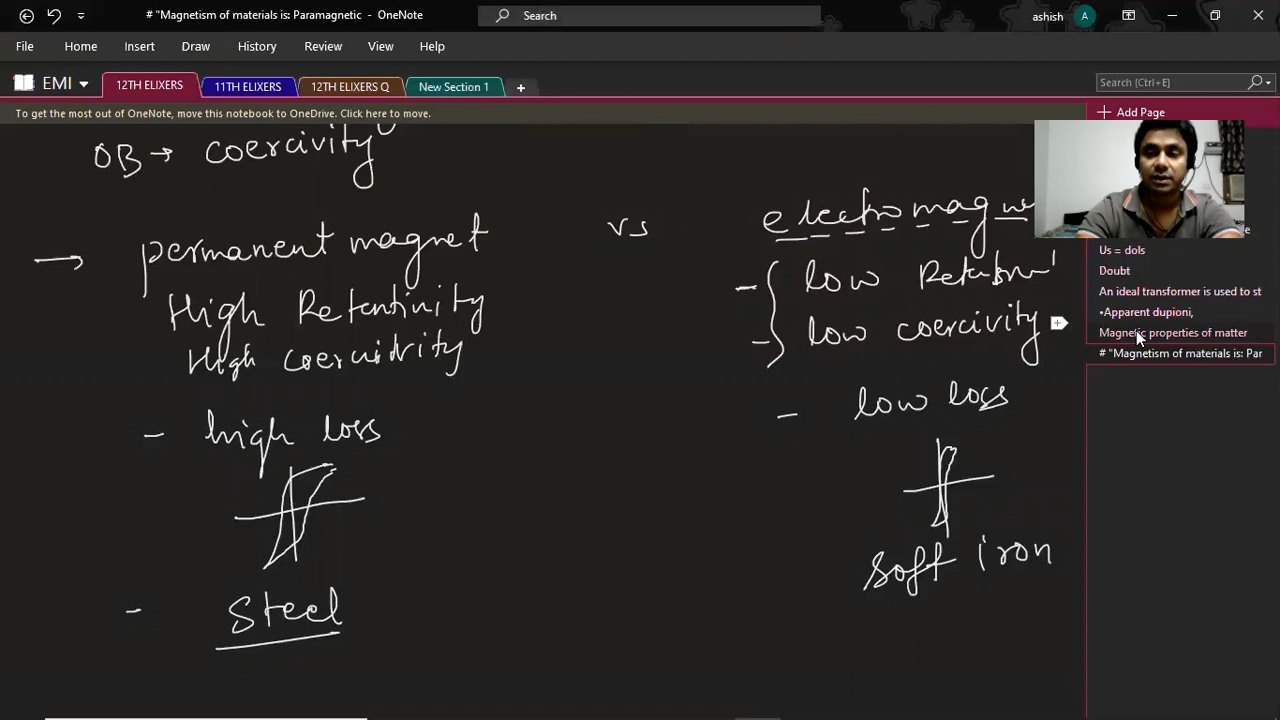 # "Magnetism of materials is: Paramagnetic - OneNote
Search
ashish
A
File Home Insert Draw History Review View Help
EMI
12TH ELIXERS
11TH ELIXERS
12TH ELIXERS Q
New Section 1
Search (Ctrl+E)
To get the most out of OneNote, move this notebook to OneDrive. Click here to move.
Add Page
Us = dols
Doubt
An ideal transformer is used to st
•Apparent dupioni,
Magnetic properties of matter
# "Magnetism of materials is: Par
OB → coercivity
→ permanent magnet vs electromagne
High Retentinity
High coercidrity
- high loss
- Steel
- low
- low coercivity
- low loss
soft iron